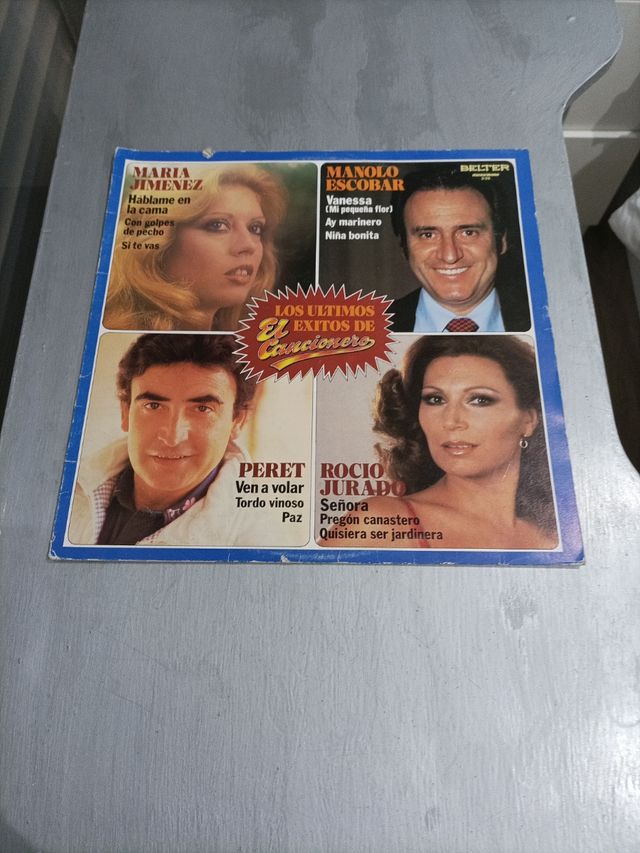 MARIA
JIMENEZ
Hablame en
la cama
Con golpes
de pecho
Si te vas
MANOLO
ESCOBAR
Vanessa
(Mi pequeña flor)
Ay marinero
Niña bonita
BELTER
LOS ULTIMOS
EXITOS DE
El
Cancionero
PERET
Ven a volar
Tordo vinoso
Paz
ROCIO
JURADO
Señora
Pregón canastero
Quisiera ser jardinera